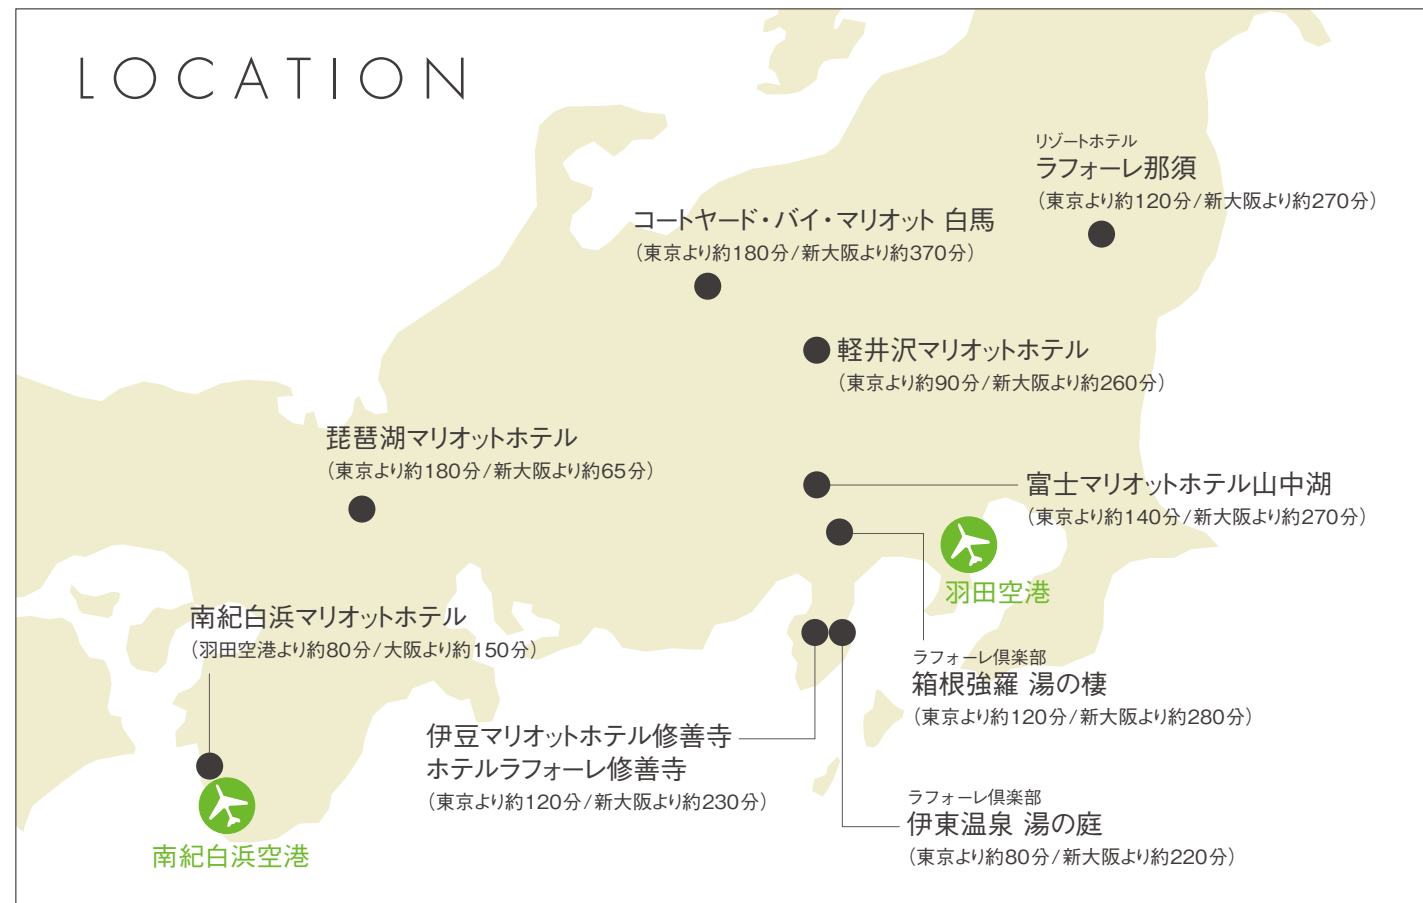 LOCATION
リゾートホテル
ラフォーレ那須
（東京より約120分/新大阪より約270分）
コートヤード・バイ・マリオット 白馬
（東京より約180分/新大阪より約370分）
軽井沢マリオットホテル
（東京より約90分/新大阪より約260分）
琵琶湖マリオットホテル
（東京より約180分/新大阪より約65分）
富士マリオットホテル山中湖
（東京より約140分/新大阪より約270分）
羽田空港
南紀白浜マリオットホテル
（羽田空港より約80分/大阪より約150分）
ラフォーレ倶楽部
箱根強羅 湯の棲
（東京より約120分/新大阪より約280分）
伊豆マリオットホテル修善寺
ホテルラフォーレ修善寺
（東京より約120分/新大阪より約230分）
ラフォーレ倶楽部
伊東温泉 湯の庭
（東京より約80分/新大阪より約220分）
南紀白浜空港